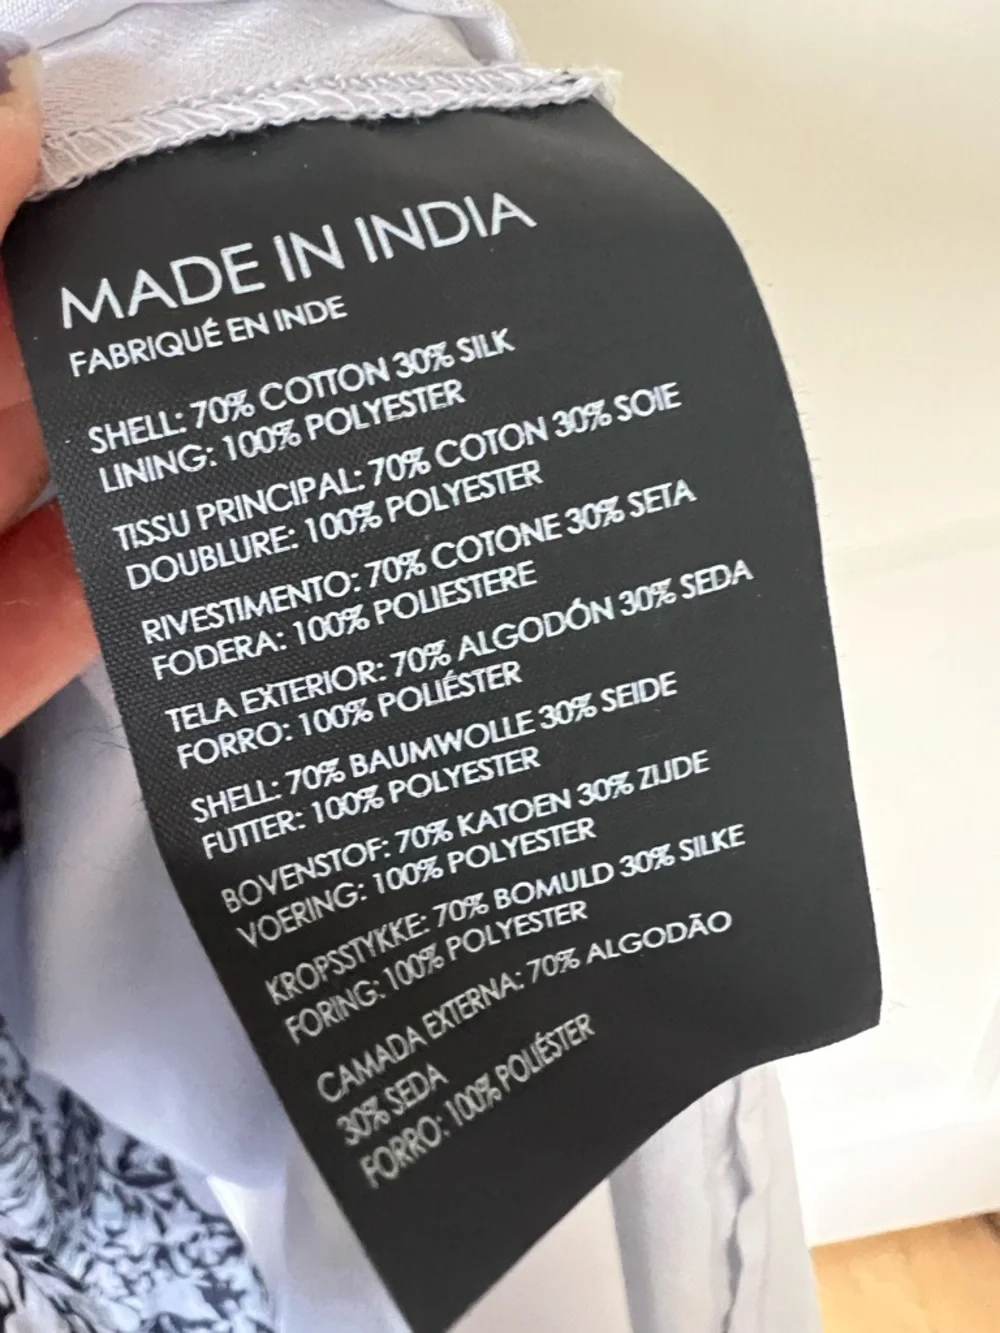 MADE IN INDIA
FABRIQUÉ EN INDE
SHELL: 70% COTTON 30% SILK
LINING: 100% POLYESTER
TISSU PRINCIPAL: 70% COTON 30% SOIE
DOUBLURE: 100% POLYESTER
RIVESTIMENTO: 70% COTONE 30% SETA
FODERA: 100% POLIESTERE
TELA EXTERIOR: 70% ALGODÓN 30% SEDA
FORRO: 100% POLIÉSTER
SHELL: 70% BAUMWOLLE 30% SEIDE
FUTTER: 100% POLYESTER
BOVENSTOF: 70% KATOEN 30% ZIJDE
VOERING: 100% POLYESTER
KROPSSTYKKE: 70% BOMULD 30% SILKE
FORING: 100% POLYESTER
CAMADA EXTERNA: 70% ALGODÃO
30% SEDA
FORRO: 100% POLIÉSTER